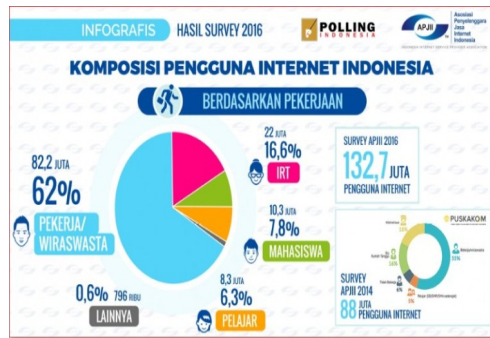 INFOGRAFIS
HASIL SURVEY 2016
POLLING
INDONESIA
APJII
Asosiasi
Penyelenggara
Jasa
Internet
Indonesia
KOMPOSISI PENGGUNA INTERNET INDONESIA
BERDASARKAN PEKERJAAN
82,2 JUTA
62%
PEKERJA/
WIRASWASTA
22 JUTA
16,6%
IRT
10,3 JUTA
7,8%
MAHASISWA
8,3 JUTA
6,3%
PELAJAR
0,6% 796 RIBU
LAINNYA
SURVEY APJII 2016
132,7 JUTA
PENGGUNA INTERNET
PUSKAKOM
SURVEY
APJII 2014
88 JUTA
PENGGUNA INTERNET